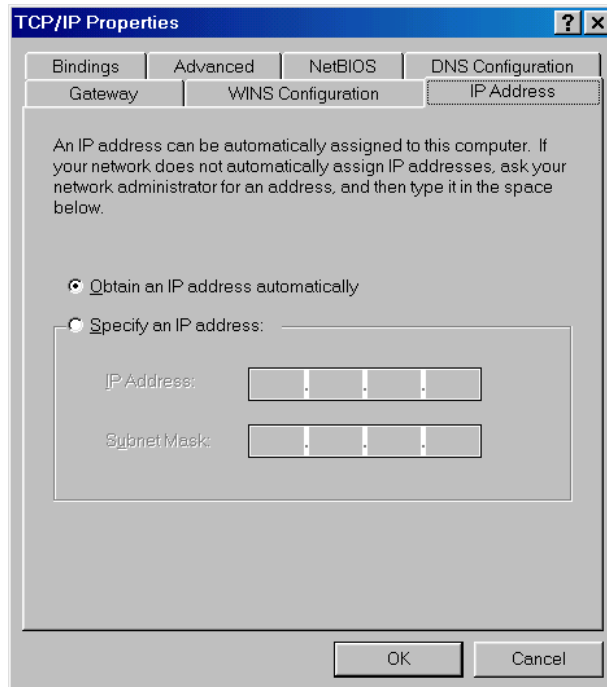 TCP/IP Properties
Bindings Advanced NetBIOS DNS Configuration
Gateway WINS Configuration IP Address
An IP address can be automatically assigned to this computer. If
your network does not automatically assign IP addresses, ask your
network administrator for an address, and then type it in the space
below.
Obtain an IP address automatically
Specify an IP address:
IP Address:
Subnet Mask:
OK Cancel